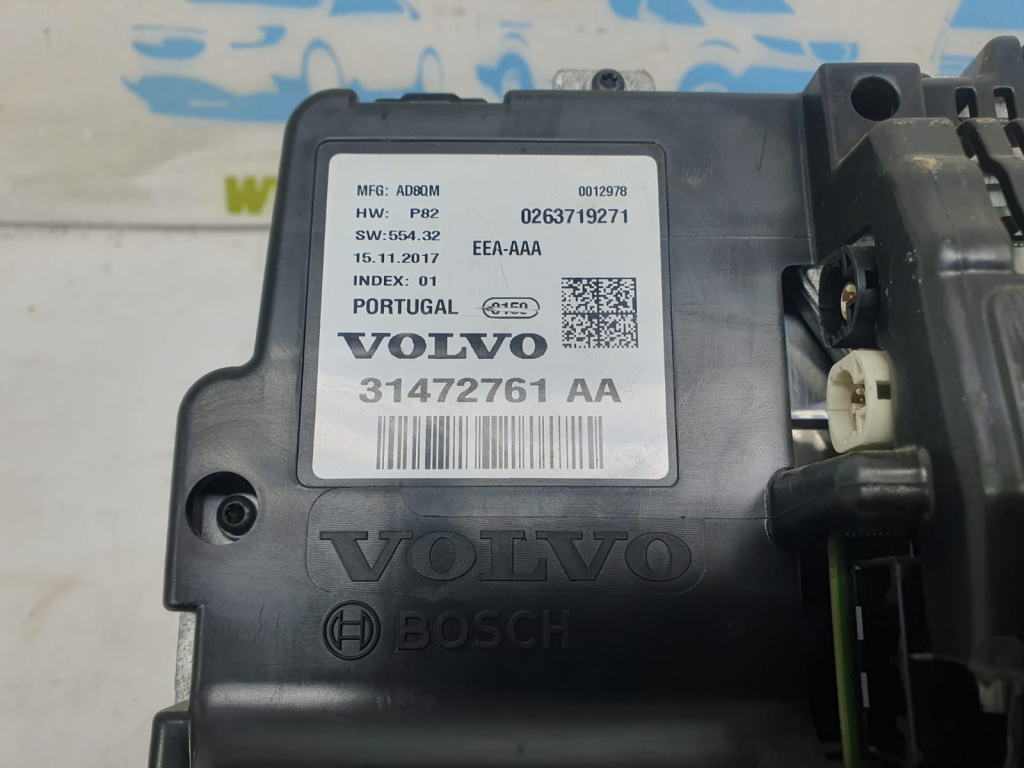 MFG: AD8QM 0012978
HW: P82 0263719271
SW:554.32 EEA-AAA
15.11.2017
INDEX: 01
PORTUGAL
VOLVO
31472761 AA
VOLVO
BOSCH